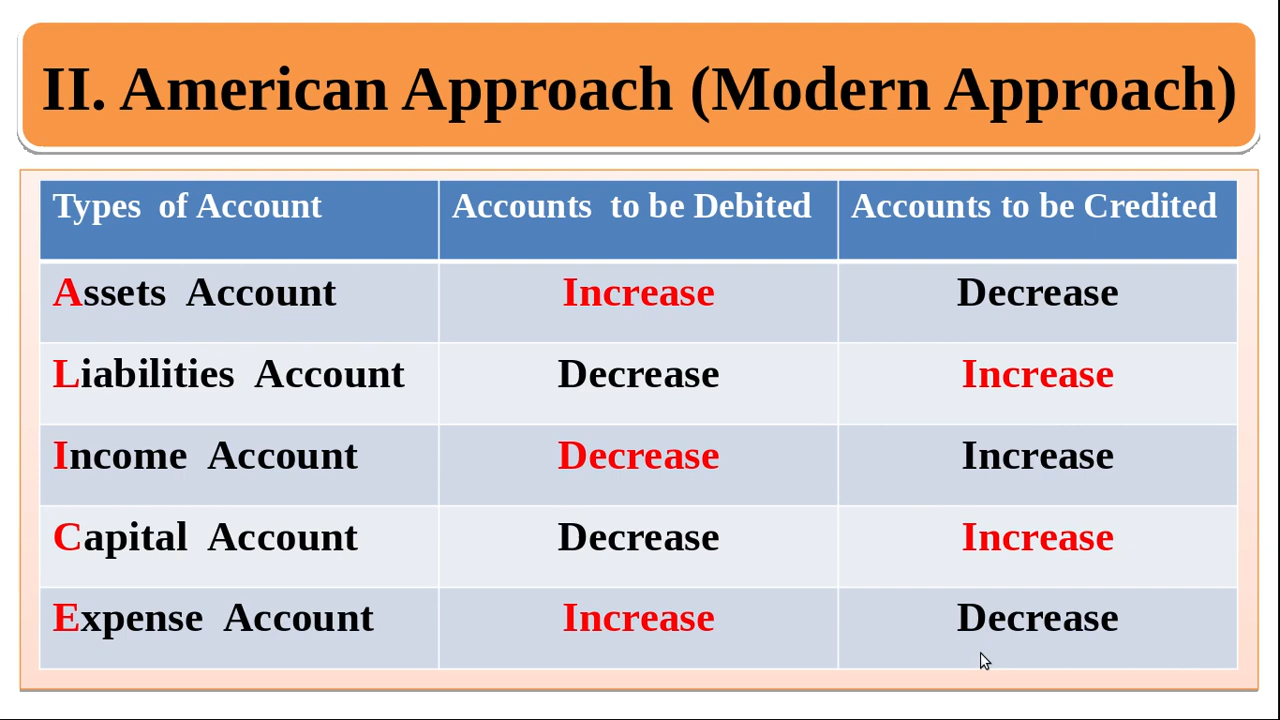 II. American Approach (Modern Approach)
Types of Account Accounts to be Debited Accounts to be Credited
Assets Account Increase Decrease
Liabilities Account Decrease Increase
Income Account Decrease Increase
Capital Account Decrease Increase
Expense Account Increase Decrease